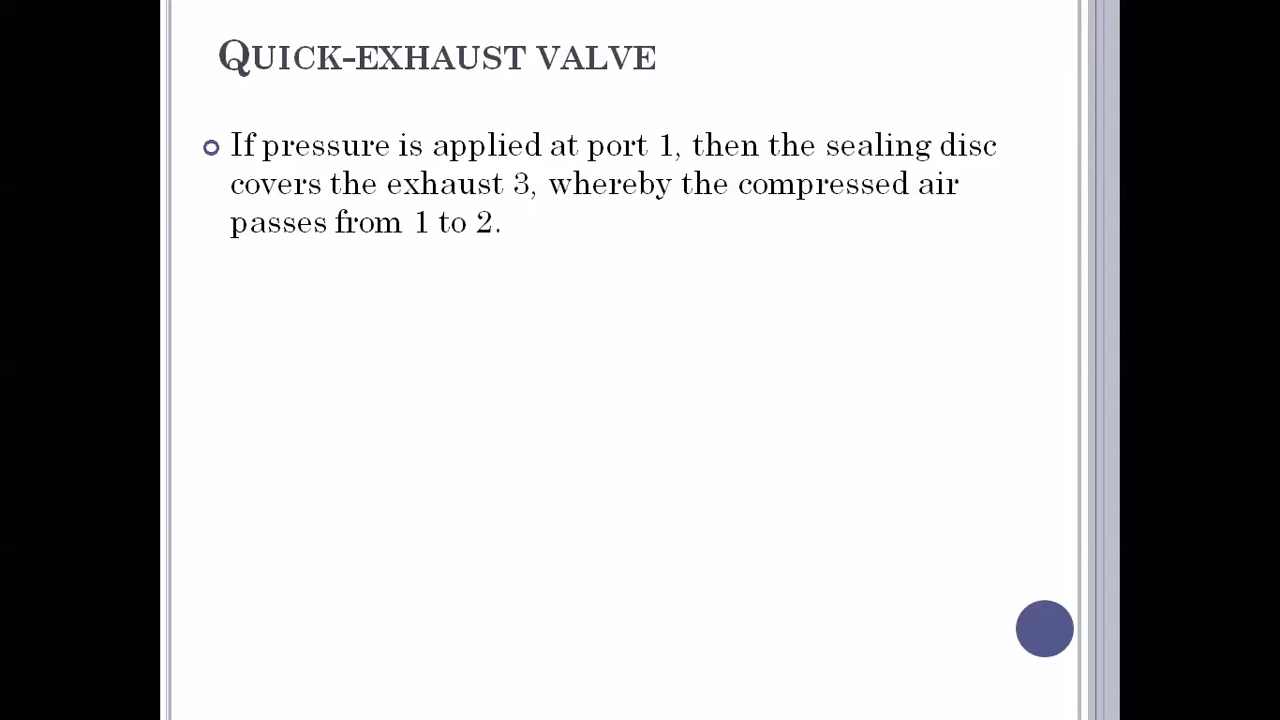 QUICK-EXHAUST VALVE
If pressure is applied at port 1, then the sealing disc
covers the exhaust 3, whereby the compressed air
passes from 1 to 2.